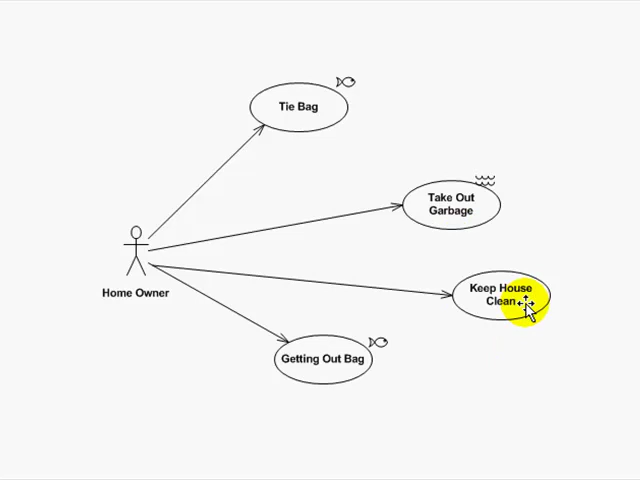 Tie Bag
Take Out
Garbage
Keep House
Clean
Home Owner
Getting Out Bag